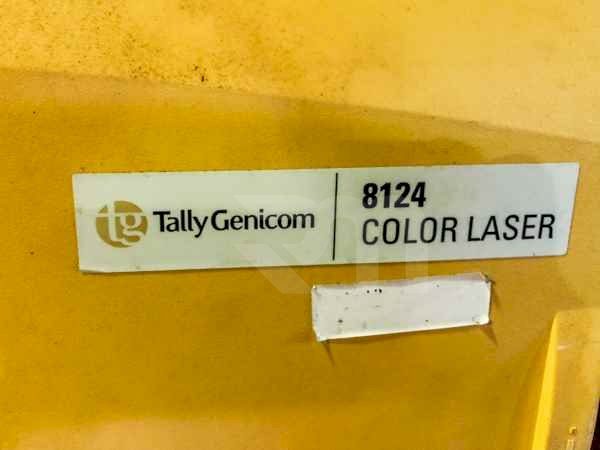 tg TallyGenicom
8124
COLOR LASER